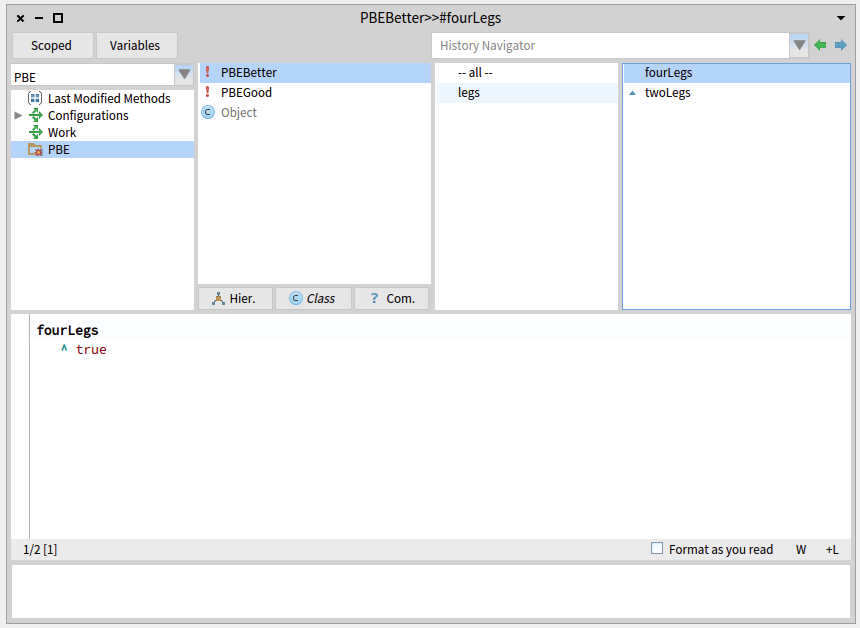 PBEBetter>>#fourLegs
Scoped
Variables
History Navigator
PBE
Last Modified Methods
Configurations
Work
PBE
PBEBetter
PBEGood
Object
Hier.
Class
? Com.
-- all --
legs
fourLegs
twoLegs
fourLegs
^ true
1/2 [1]
Format as you read
W
+L